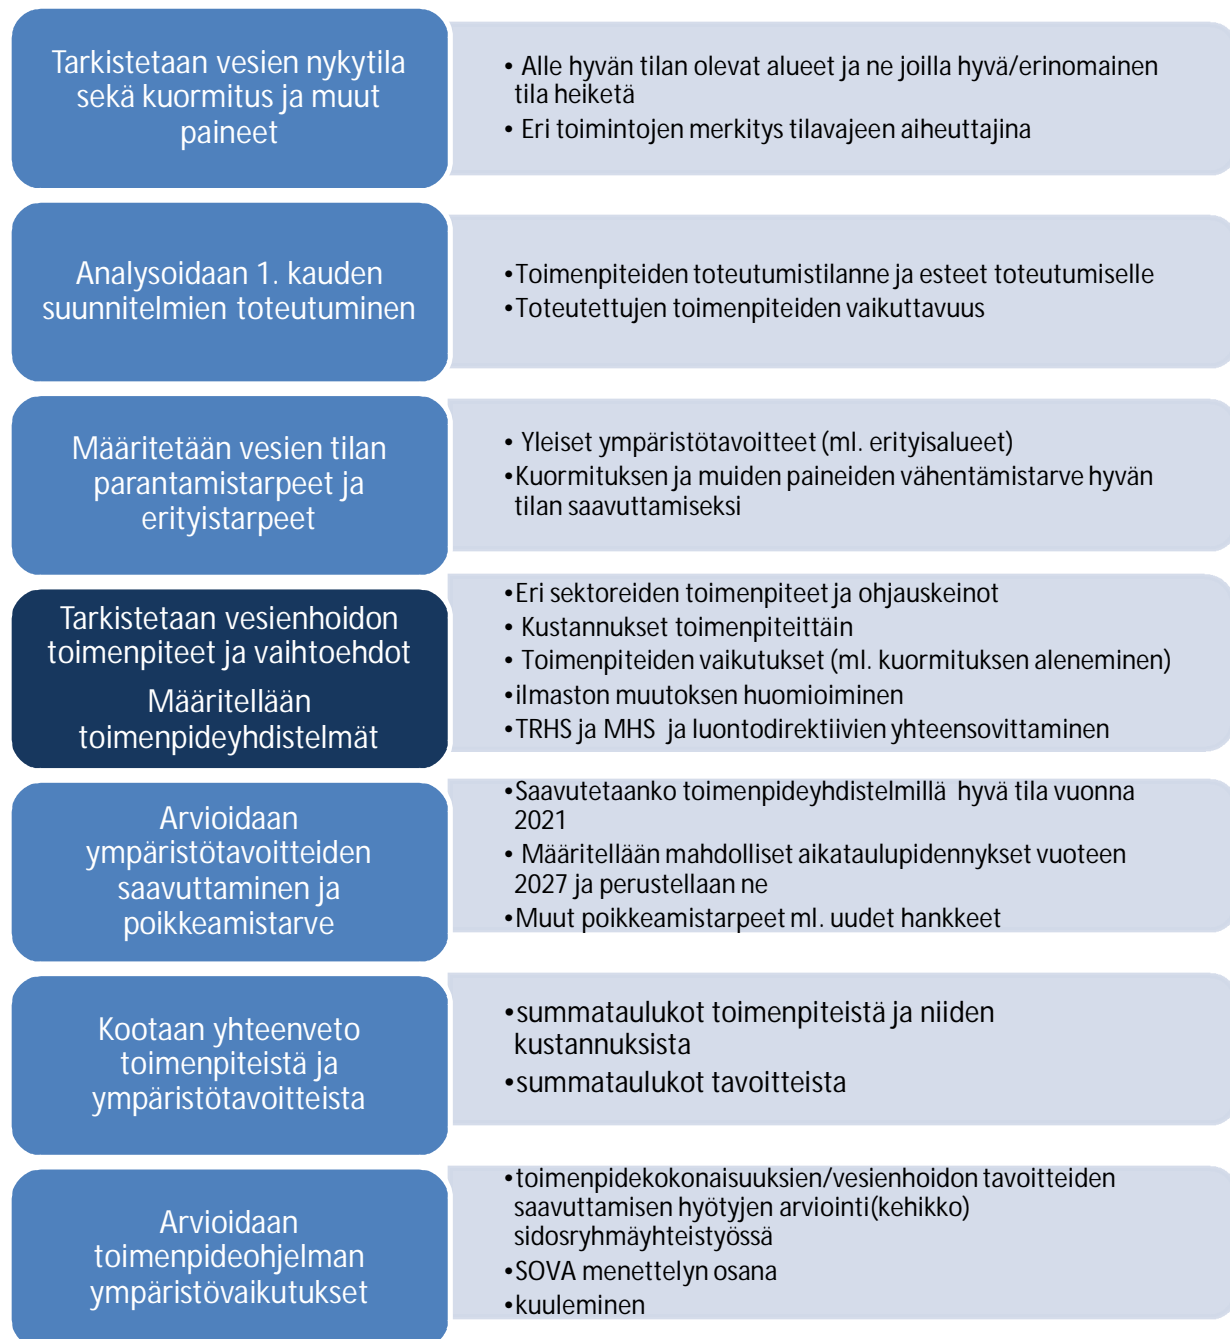 Tarkistetaan vesien nykytila
sekä kuormitus ja muut
paineet
• Alle hyvän tilan olevat alueet ja ne joilla hyvä/erinomainen
tila heiketä
• Eri toimintojen merkitys tilavajeen aiheuttajina
Analysoidaan 1. kauden
suunnitelmien toteutuminen
•Toimenpiteiden toteutumistilanne ja esteet toteutumiselle
•Toteutettujen toimenpiteiden vaikuttavuus
Määritetään vesien tilan
parantamistarpeet ja
erityistarpeet
• Yleiset ympäristötavoitteet (ml. erityisalueet)
•Kuormituksen ja muiden paineiden vähentämistarve hyvän
tilan saavuttamiseksi
Tarkistetaan vesienhoidon
toimenpiteet ja vaihtoehdot
Määritellään
toimenpideyhdistelmät
•Eri sektoreiden toimenpiteet ja ohjauskeinot
• Kustannukset toimenpiteittäin
• Toimenpiteiden vaikutukset (ml. kuormituksen aleneminen)
•ilmaston muutoksen huomioiminen
•TRHS ja MHS ja luontodirektiivien yhteensovittaminen
Arvioidaan
ympäristötavoitteiden
saavuttaminen ja
poikkeamistarve
•Saavutetaanko toimenpideyhdistelmillä hyvä tila vuonna
2021
• Määritellään mahdolliset aikataulupidennykset vuoteen
2027 ja perustellaan ne
•Muut poikkeamistarpeet ml. uudet hankkeet
Kootaan yhteenveto
toimenpiteistä ja
ympäristötavoitteista
•summataulukot toimenpiteistä ja niiden
kustannuksista
•summataulukot tavoitteista
Arvioidaan
toimenpideohjelman
ympäristövaikutukset
•toimenpidekokonaisuuksien/vesienhoidon tavoitteiden
saavuttamisen hyötyjen arviointi(kehikko)
sidosryhmäyhteistyössä
•SOVA menettelyn osana
•kuuleminen